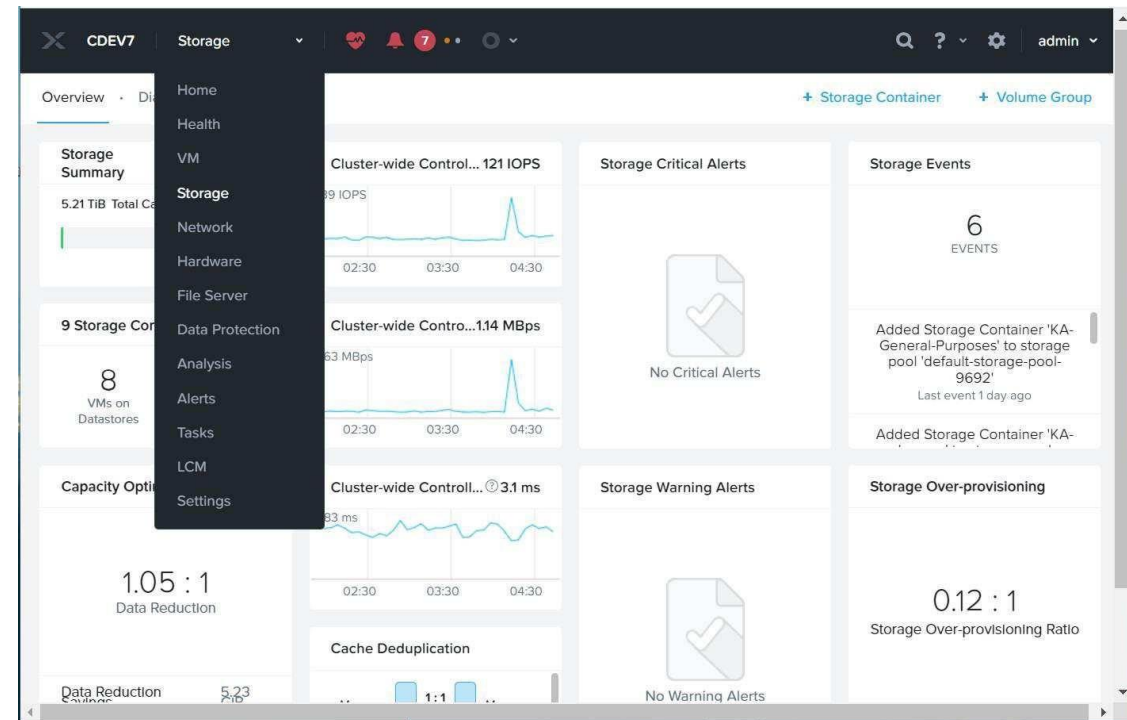 CDEV7 Storage 7 ? admin
Overview · Di
+ Storage Container + Volume Group
Home
Health
VM
Storage
Network
Hardware
File Server
Data Protection
Analysis
Alerts
Tasks
LCM
Settings
Storage
Summary
5.21 TiB Total Ca
9 Storage Con
8
VMs on
Datastores
Capacity Opti
1.05 : 1
Data Reduction
Data Reduction 5.23
Savings GiB
Cluster-wide Control... 121 IOPS
39 IOPS
02:30 03:30 04:30
Cluster-wide Contro...1.14 MBps
63 MBps
02:30 03:30 04:30
Cluster-wide Controll... ? 3.1 ms
83 ms
02:30 03:30 04:30
Cache Deduplication
1:1
Storage Critical Alerts
No Critical Alerts
Storage Warning Alerts
No Warning Alerts
Storage Events
6
EVENTS
Added Storage Container 'KA-
General-Purposes' to storage
pool 'default-storage-pool-
9692'
Last event 1 day ago
Added Storage Container 'KA-
Storage Over-provisioning
0.12 : 1
Storage Over-provisioning Ratio